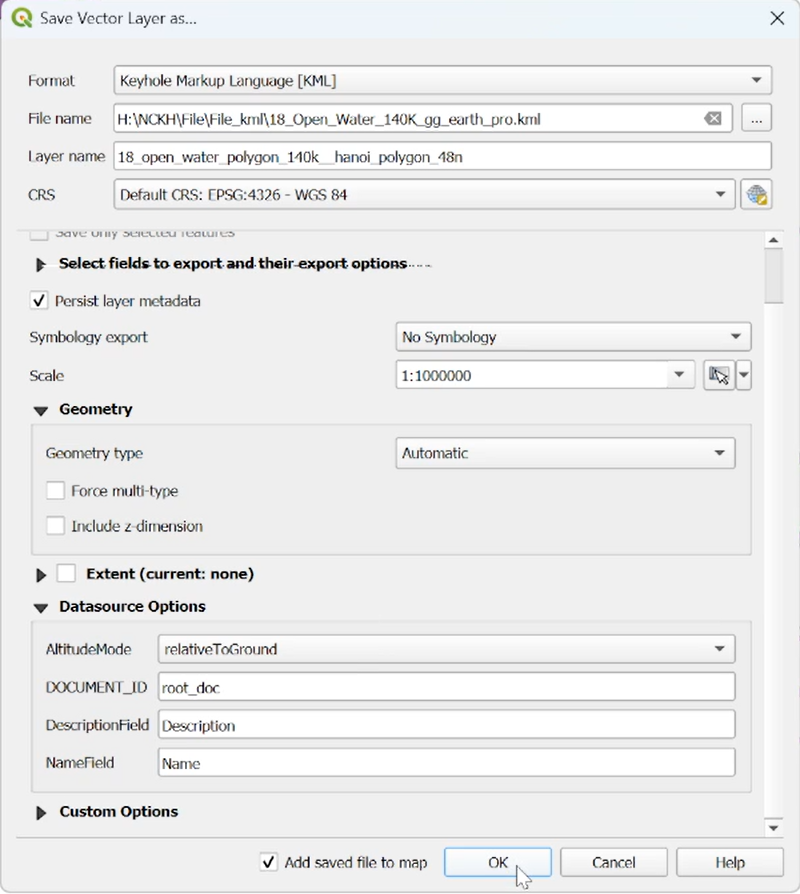 Save Vector Layer as...
Format Keyhole Markup Language [KML]
File name H:\NCKH\File\File_kml\18_Open_Water_140K_gg_earth_pro.kml ...
Layer name 18_open_water_polygon_140k__hanoi_polygon_48n
CRS Default CRS: EPSG:4326 - WGS 84
Save only selected features
Select fields to export and their export options
Persist layer metadata
Symbology export No Symbology
Scale 1:1000000
Geometry
Geometry type Automatic
Force multi-type
Include z-dimension
Extent (current: none)
Datasource Options
AltitudeMode relativeToGround
DOCUMENT_ID root_doc
DescriptionField Description
NameField Name
Custom Options
Add saved file to map OK Cancel Help